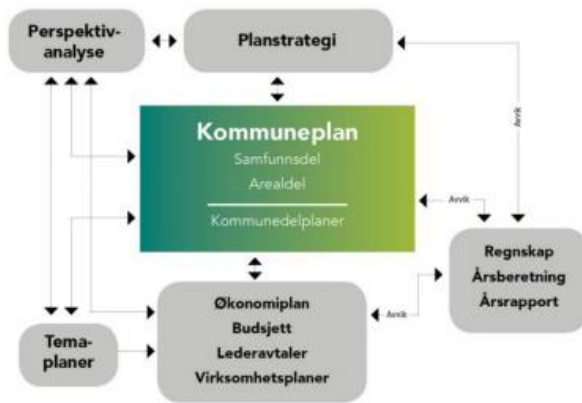 Perspektiv-
analyse
Planstrategi
Kommuneplan
Samfunnsdel
Arealdel
Kommunedelplaner
Avvik
Avvik
Regnskap
Årsberetning
Årsrapport
Økonomiplan
Budsjett
Lederavtaler
Virksomhetsplaner
Avvik
Tema-
planer